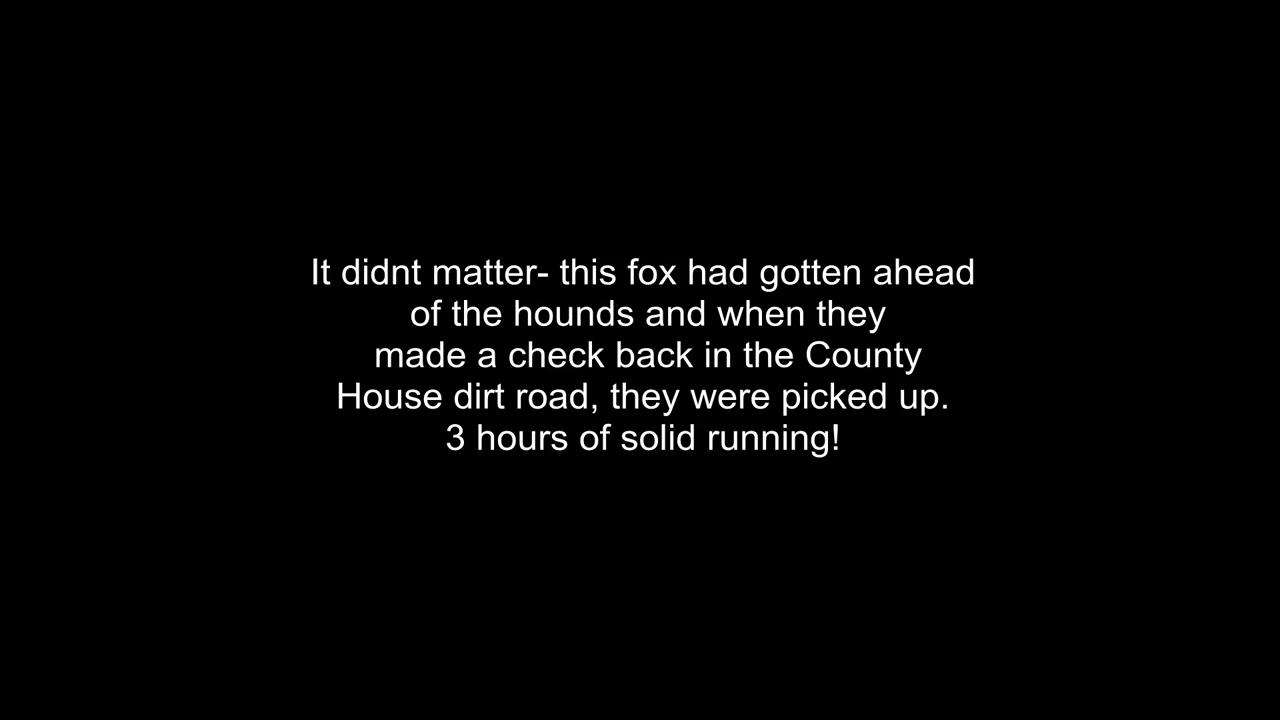 It didnt matter- this fox had gotten ahead
of the hounds and when they
made a check back in the County
House dirt road, they were picked up.
3 hours of solid running!